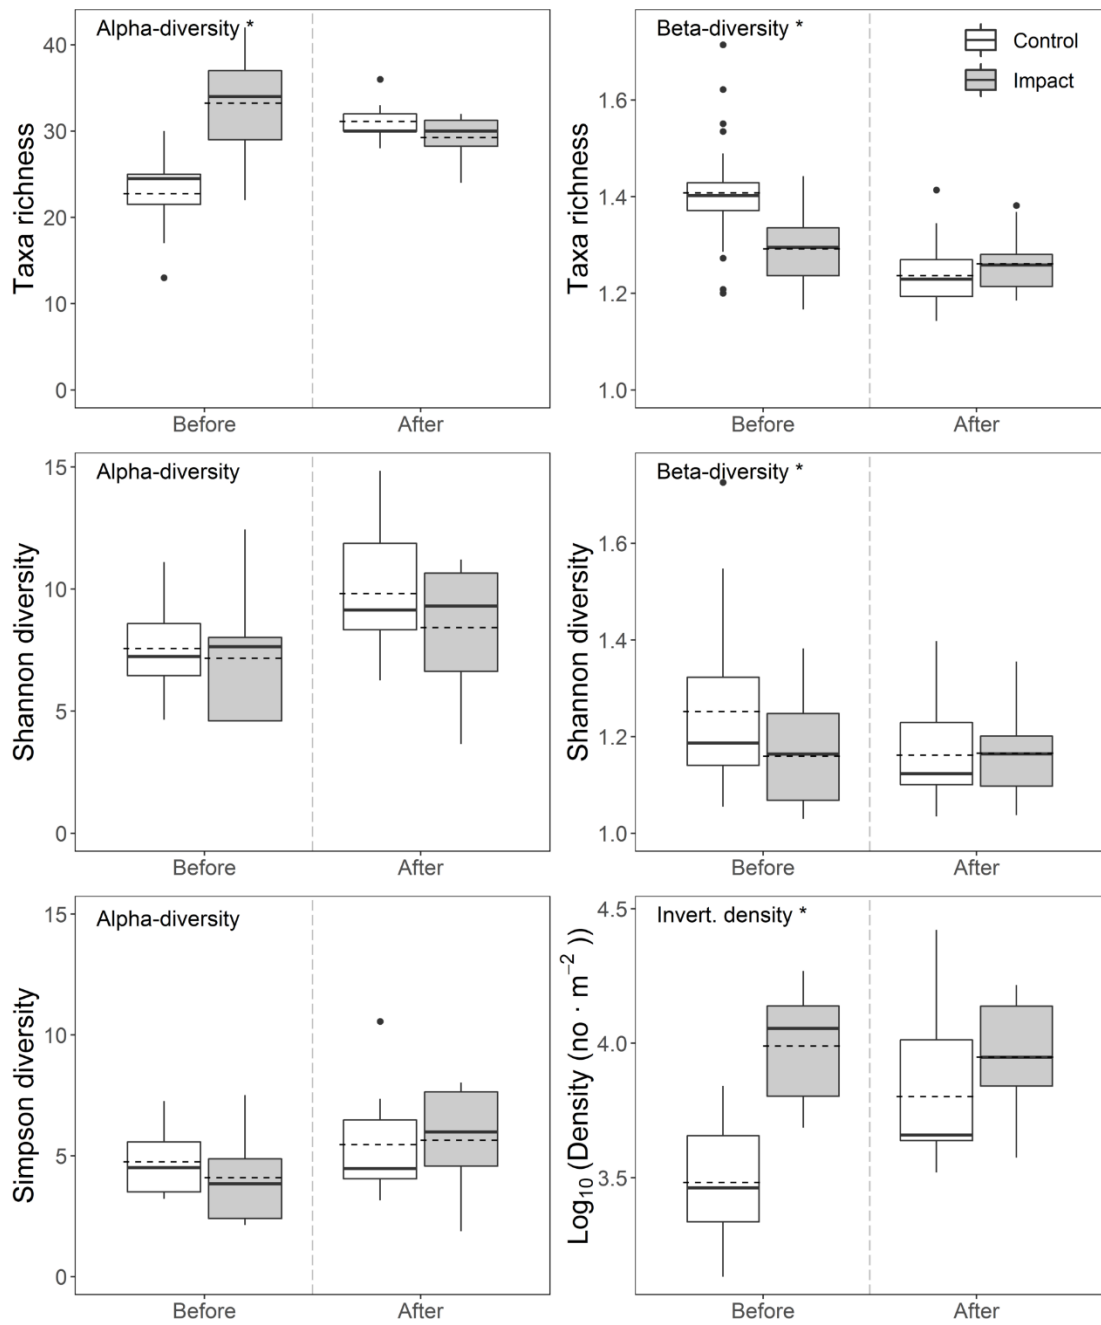 Alpha-diversity *
Taxa richness
40
30
20
10
0
Before
After
Beta-diversity *
Control
Impact
Taxa richness
1.6
1.4
1.2
1.0
Before
After
Alpha-diversity
Shannon diversity
15
10
5
0
Before
After
Beta-diversity *
Shannon diversity
1.6
1.4
1.2
1.0
Before
After
Alpha-diversity
Simpson diversity
15
10
5
0
Before
After
Invert. density *
Log₁₀ (Density (no · m⁻² ))
4.5
4.0
3.5
Before
After